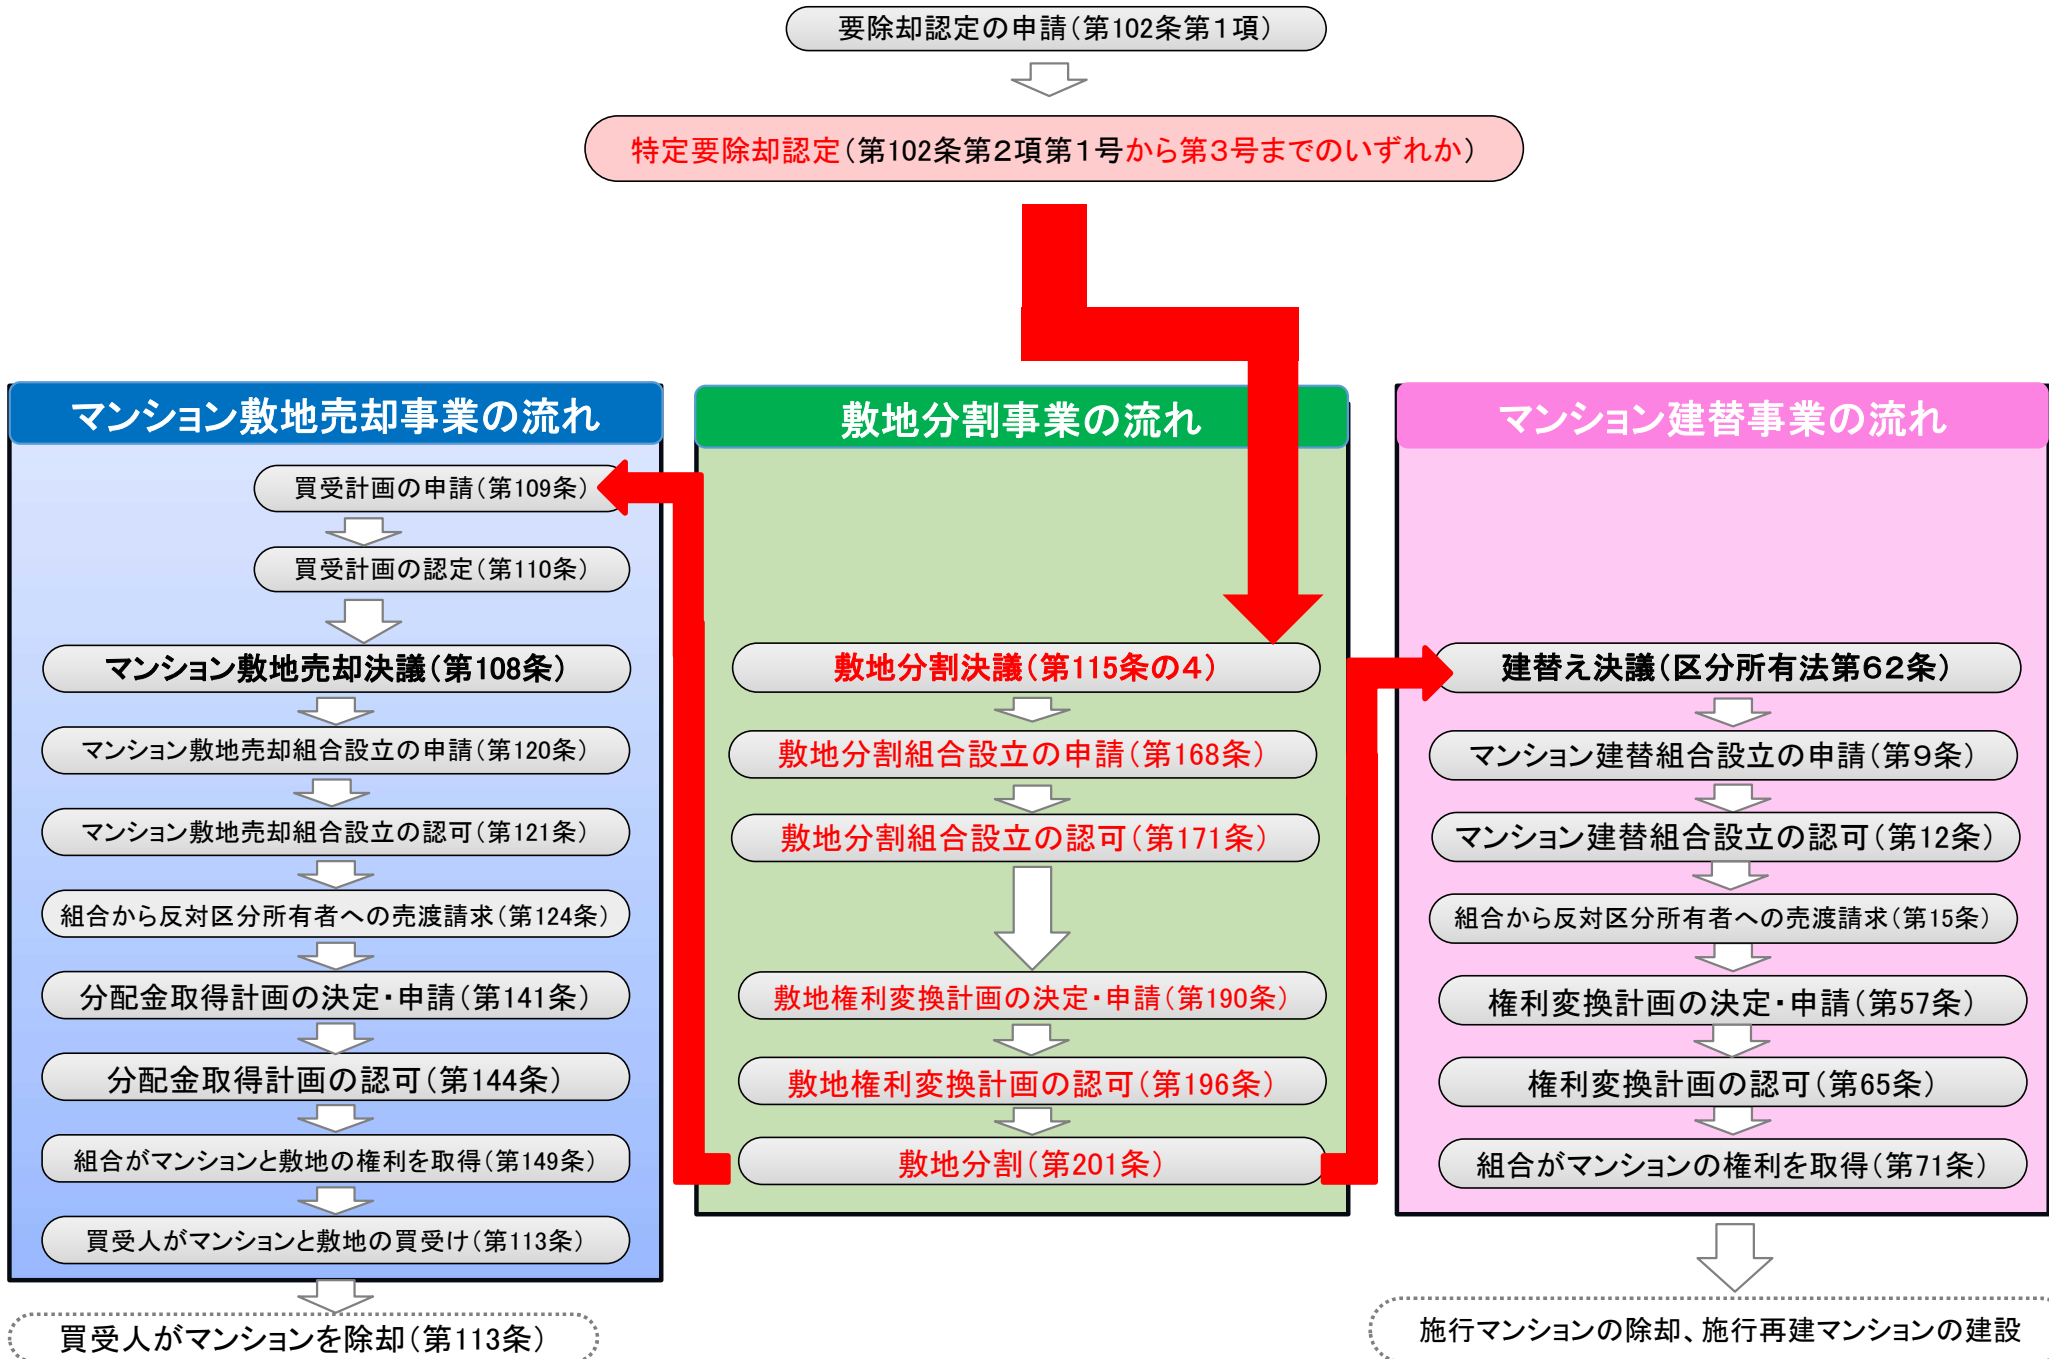 要除却認定の申請（第102条第１項）
特定要除却認定（第102条第２項第１号から第３号までのいずれか）
マンション敷地売却事業の流れ
買受計画の申請（第109条）
買受計画の認定（第110条）
マンション敷地売却決議（第108条）
マンション敷地売却組合設立の申請（第120条）
マンション敷地売却組合設立の認可（第121条）
組合から反対区分所有者への売渡請求（第124条）
分配金取得計画の決定・申請（第141条）
分配金取得計画の認可（第144条）
組合がマンションと敷地の権利を取得（第149条）
買受人がマンションと敷地の買受け（第113条）
買受人がマンションを除却（第113条）
敷地分割事業の流れ
敷地分割決議（第115条の４）
敷地分割組合設立の申請（第168条）
敷地分割組合設立の認可（第171条）
敷地権利変換計画の決定・申請（第190条）
敷地権利変換計画の認可（第196条）
敷地分割（第201条）
マンション建替事業の流れ
建替え決議（区分所有法第６２条）
マンション建替組合設立の申請（第９条）
マンション建替組合設立の認可（第12条）
組合から反対区分所有者への売渡請求（第15条）
権利変換計画の決定・申請（第57条）
権利変換計画の認可（第65条）
組合がマンションの権利を取得（第71条）
施行マンションの除却、施行再建マンションの建設